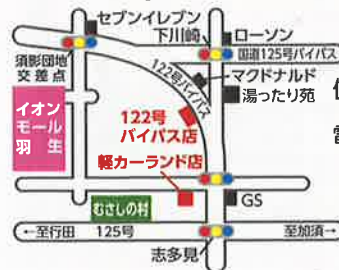 セブンイレブン
下川崎
ローソン
国道125号バイパス
須影団地
交差点
122号バイパス
マクドナルド
湯ったり苑
イオン
モール
羽生
122号
バイパス店
軽カーランド店
むさしの村
GS
←至行田
125号
至加須→
志多見